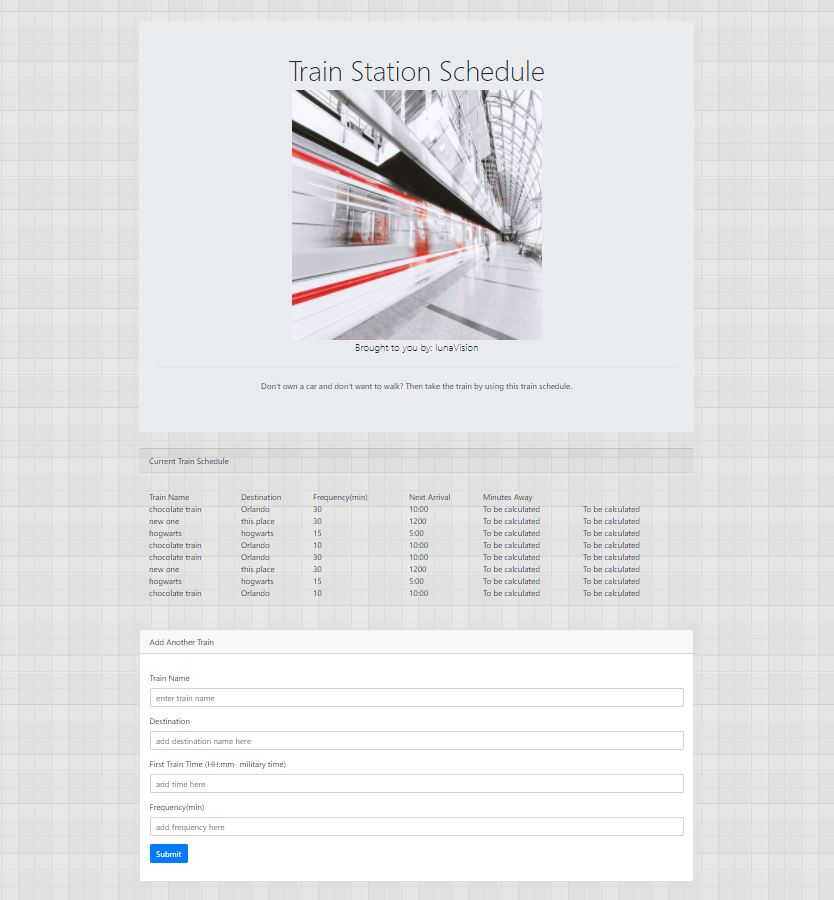 Train Station Schedule
Brought to you by: lunaVision
Don't own a car and don't want to walk? Then take the train by using this train schedule.
Current Train Schedule
Train Name Destination Frequency(min) Next Arrival Minutes Away
chocolate train Orlando 30 10:00 To be calculated To be calculated
new one this place 30 1200 To be calculated To be calculated
hogwarts hogwarts 15 5:00 To be calculated To be calculated
chocolate train Orlando 10 10:00 To be calculated To be calculated
chocolate train Orlando 30 10:00 To be calculated To be calculated
new one this place 30 1200 To be calculated To be calculated
hogwarts hogwarts 15 5:00 To be calculated To be calculated
chocolate train Orlando 10 10:00 To be calculated To be calculated
Add Another Train
Train Name
enter train name
Destination
add destination name here
First Train Time (HH:mm- military time)
add time here
Frequency(min)
add frequency here
Submit